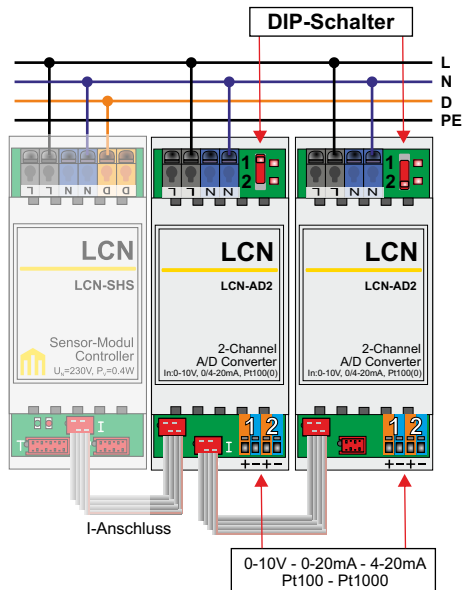 DIP-Schalter
L
N
D
PE
L L N N D D
L L N N
1
2
L L N N
1
2
LCN
LCN-SHS
Sensor-Modul
Controller
Uₙ=230V, Pᵥ=0.4W
LCN
LCN-AD2
2-Channel
A/D Converter
In:0-10V, 0/4-20mA, Pt100(0)
LCN
LCN-AD2
2-Channel
A/D Converter
In:0-10V, 0/4-20mA, Pt100(0)
T I
I 1 2
1 2
+−+−
+−+−
I-Anschluss
0-10V - 0-20mA - 4-20mA
Pt100 - Pt1000